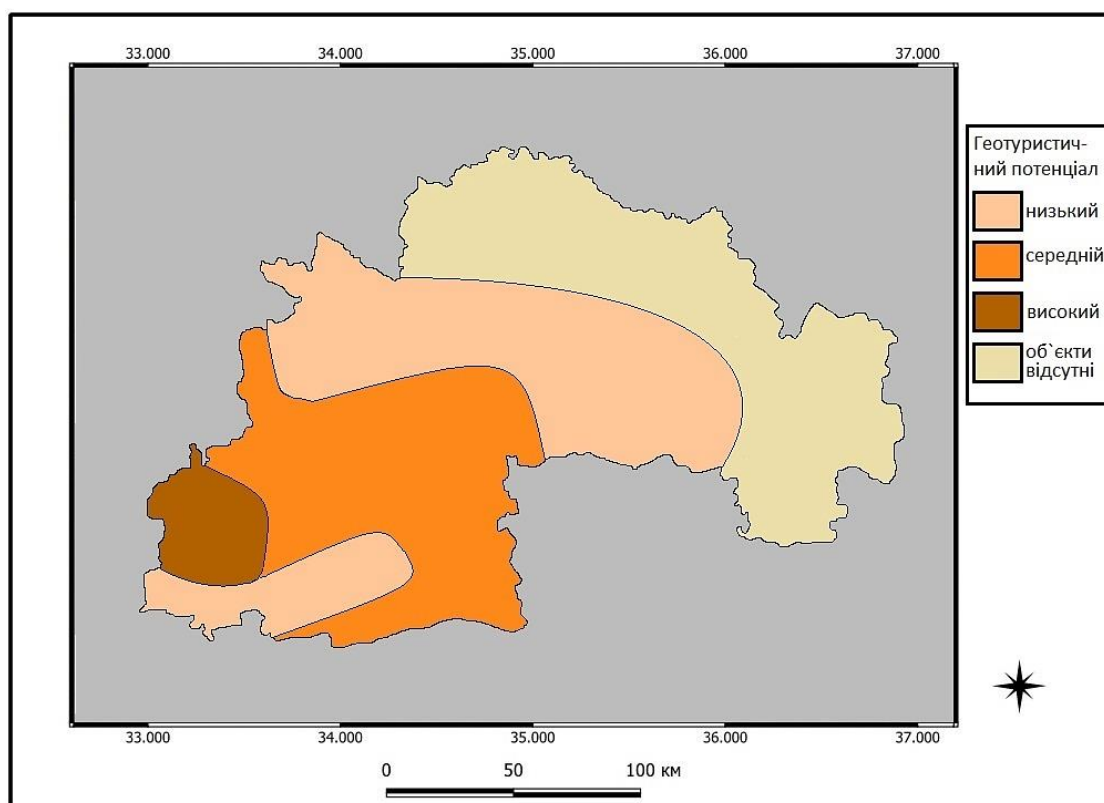 33.000 34.000 35.000 36.000 37.000
Геотуристич-
ний потенціал
низький
середній
високий
об`єкти
відсутні
33.000 34.000 35.000 36.000 37.000
0 50 100 км